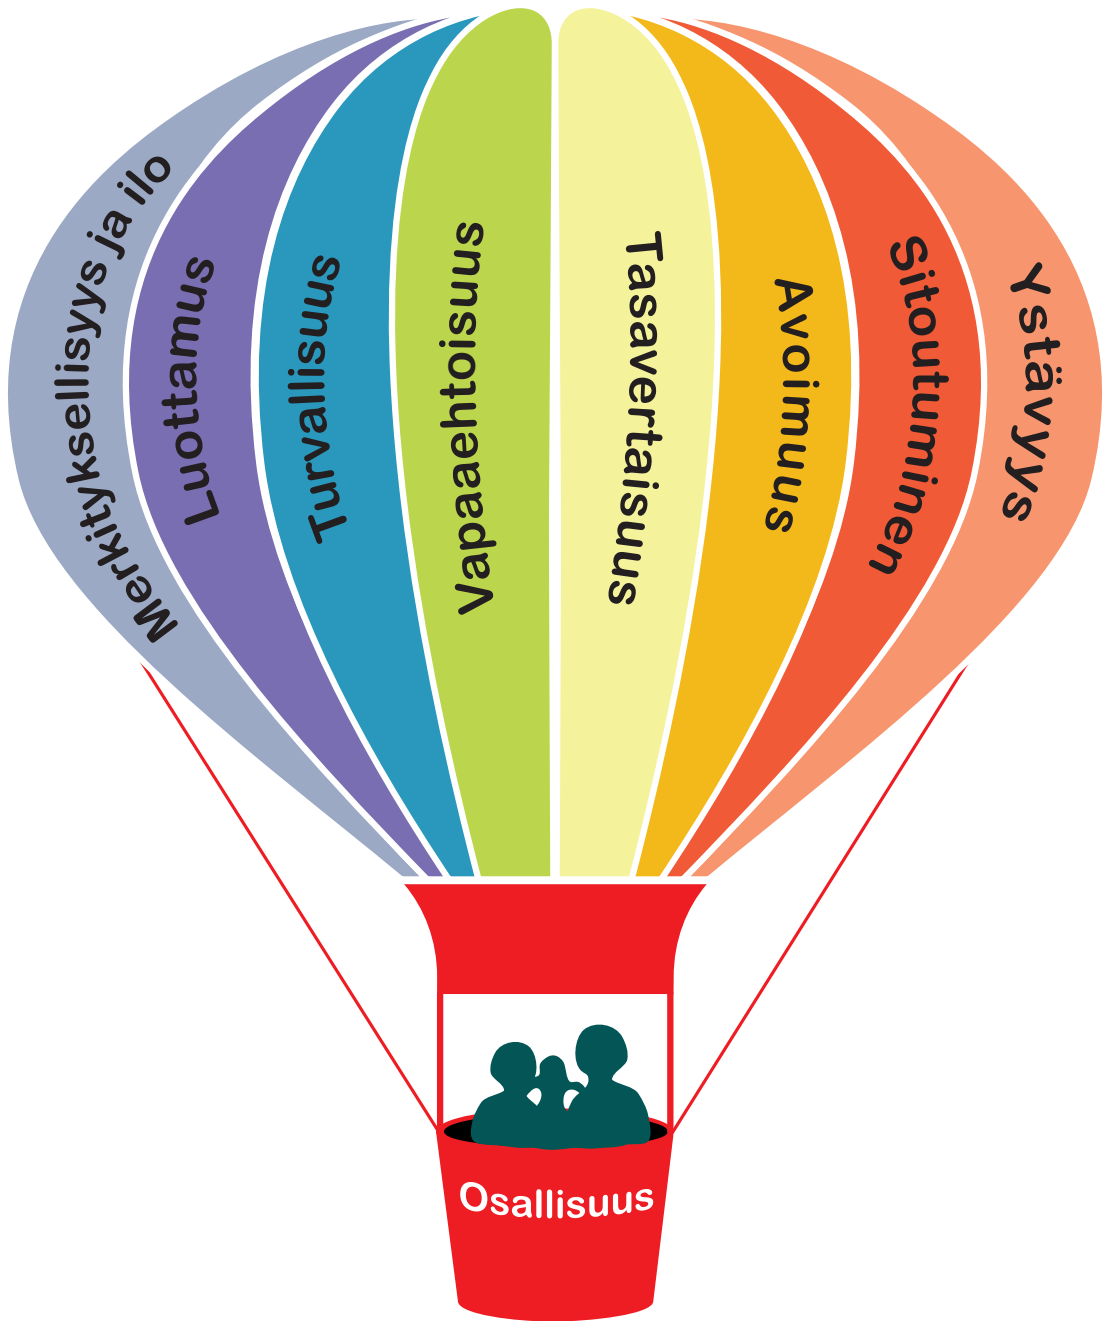 Merkityksellisyys ja ilo
Luottamus
Turvallisuus
Vapaaehtoisuus
Tasavertaisuus
Avoimuus
Sitoutuminen
Ystävyys
Osallisuus